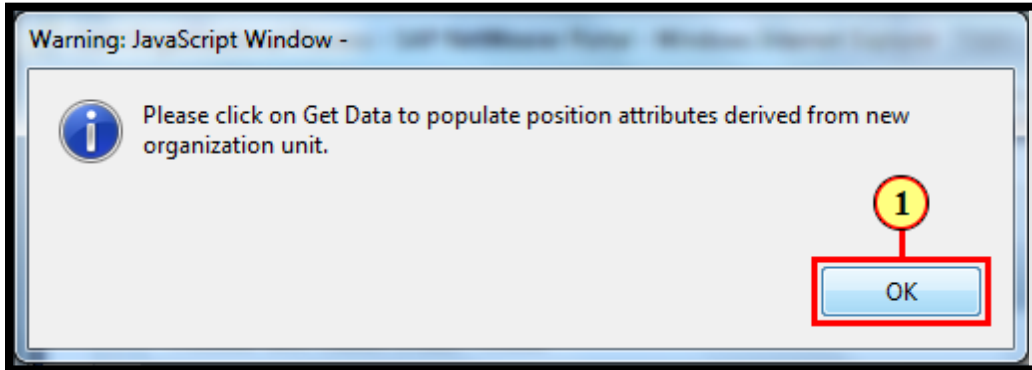 Warning: JavaScript Window -
Please click on Get Data to populate position attributes derived from new
organization unit.
1
OK